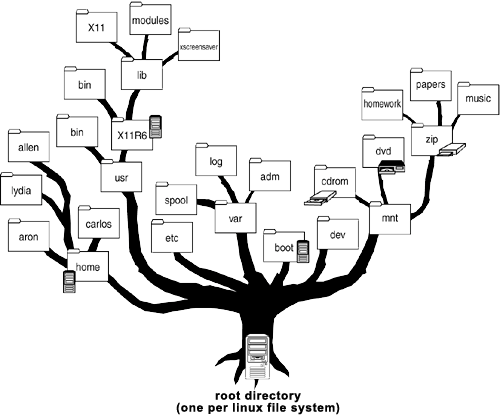 X11
modules
xscreensaver
bin
lib
papers
homework
music
allen
bin
X11R6
log
dvd
zip
lydia
usr
adm
cdrom
spool
aron
carlos
var
mnt
etc
boot
dev
home
root directory
(one per linux file system)